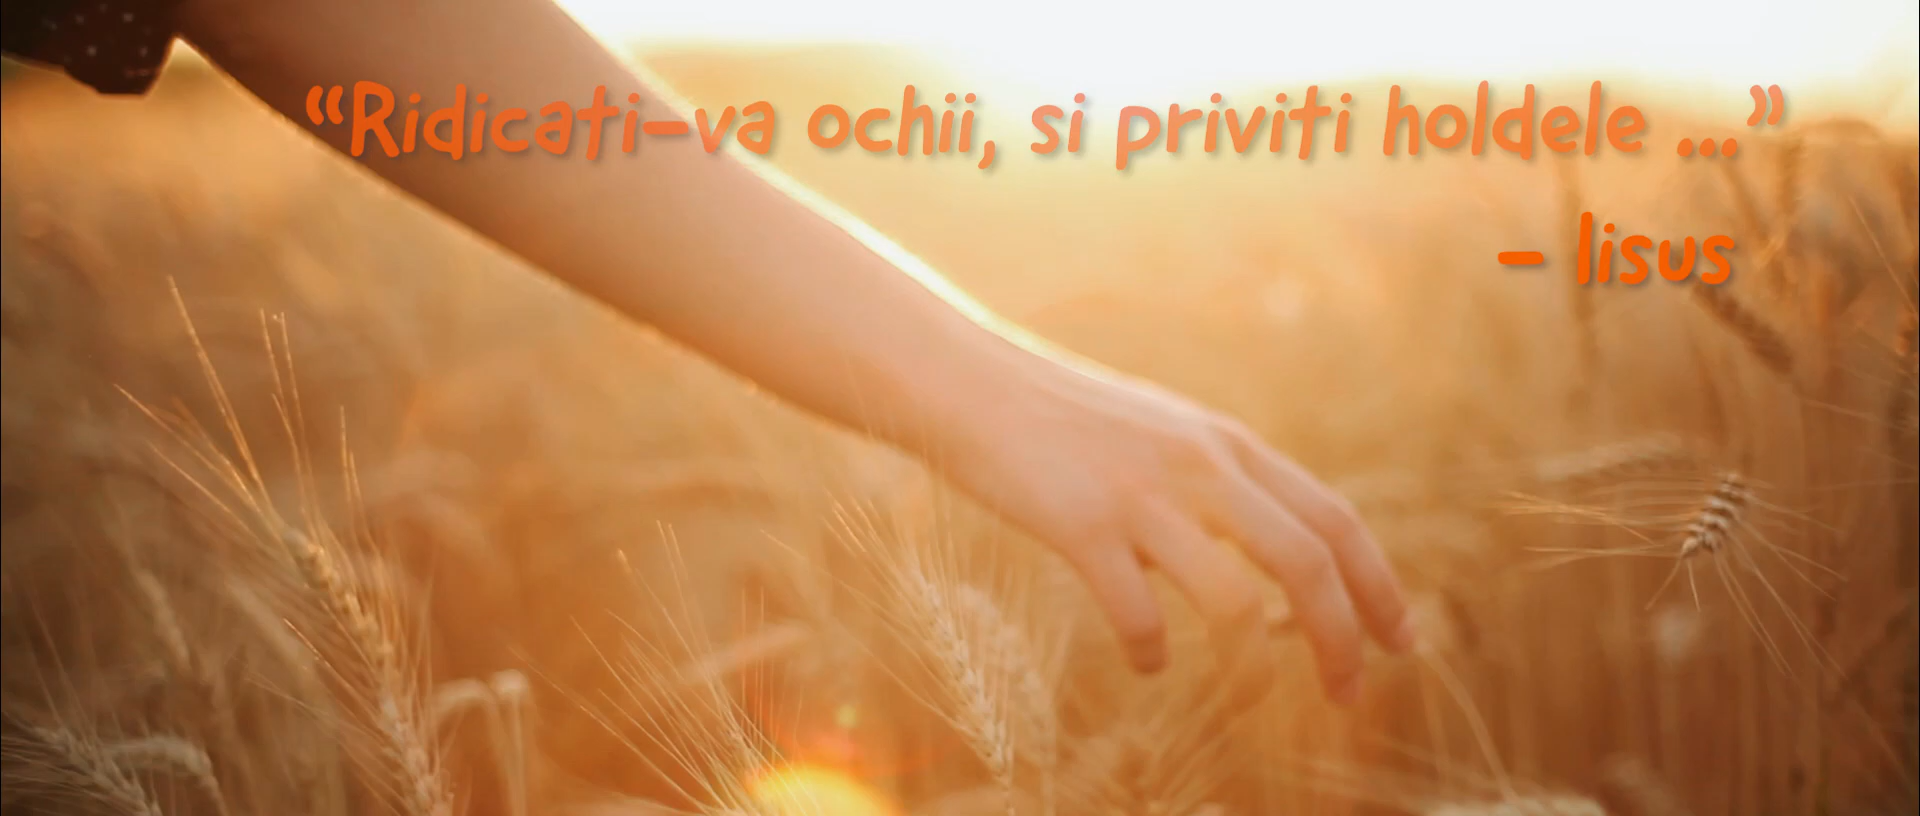 “Ridicati-va ochii, si priviti holdele ...”
- Iisus